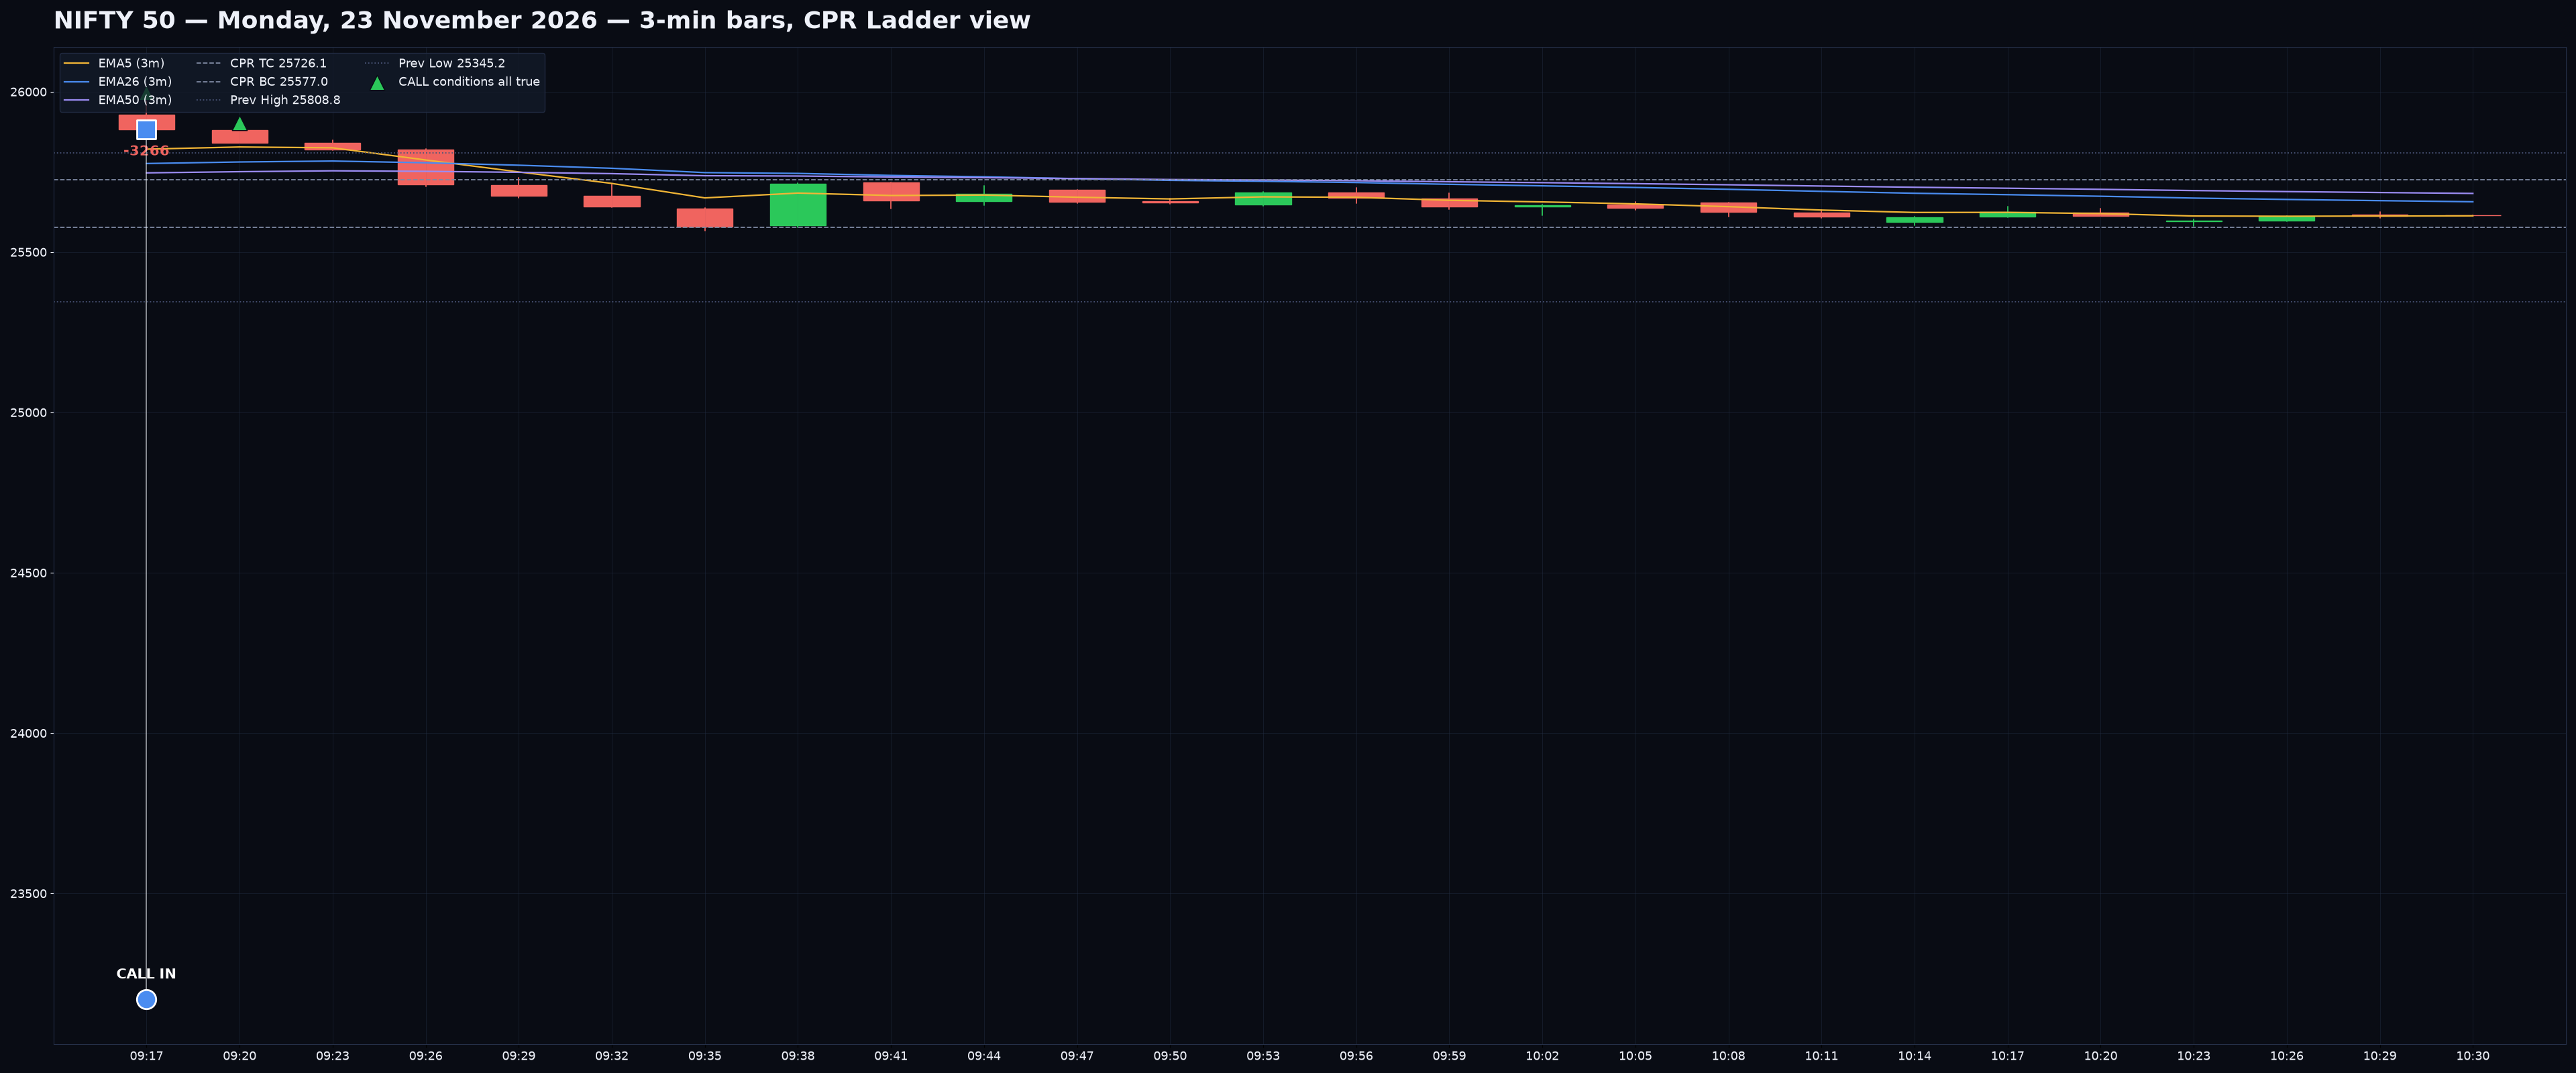 NIFTY 50 — Monday, 23 November 2026 — 3-min bars, CPR Ladder view
EMA5 (3m) CPR TC 25726.1 Prev Low 25345.2
EMA26 (3m) CPR BC 25577.0 CALL conditions all true
EMA50 (3m) Prev High 25808.8
26000
-3266
25500
25000
24500
24000
23500
CALL IN
09:17 09:20 09:23 09:26 09:29 09:32 09:35 09:38 09:41 09:44 09:47 09:50 09:53 09:56 09:59 10:02 10:05 10:08 10:11 10:14 10:17 10:20 10:23 10:26 10:29 10:30